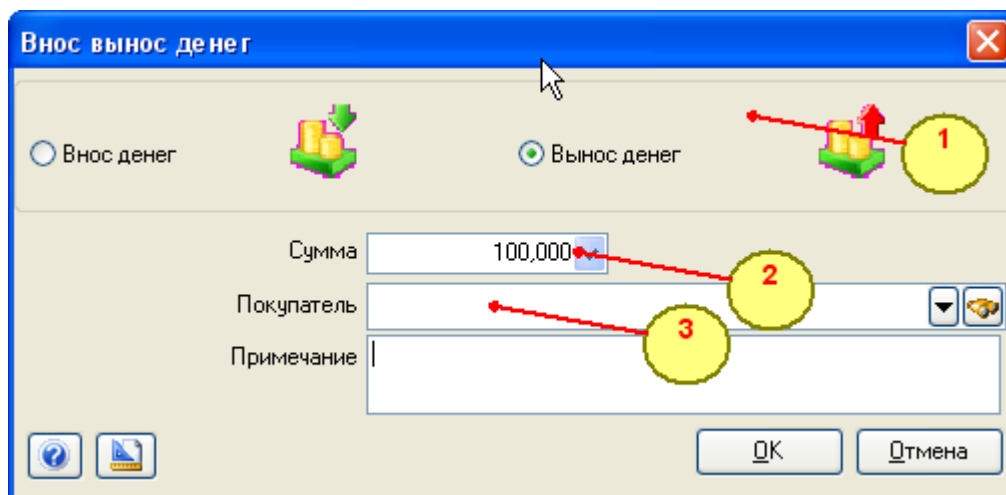 Внос вынос денег
Внос денег
Вынос денег
1
Сумма
100,000
2
Покупатель
3
Примечание
?
OK
Отмена